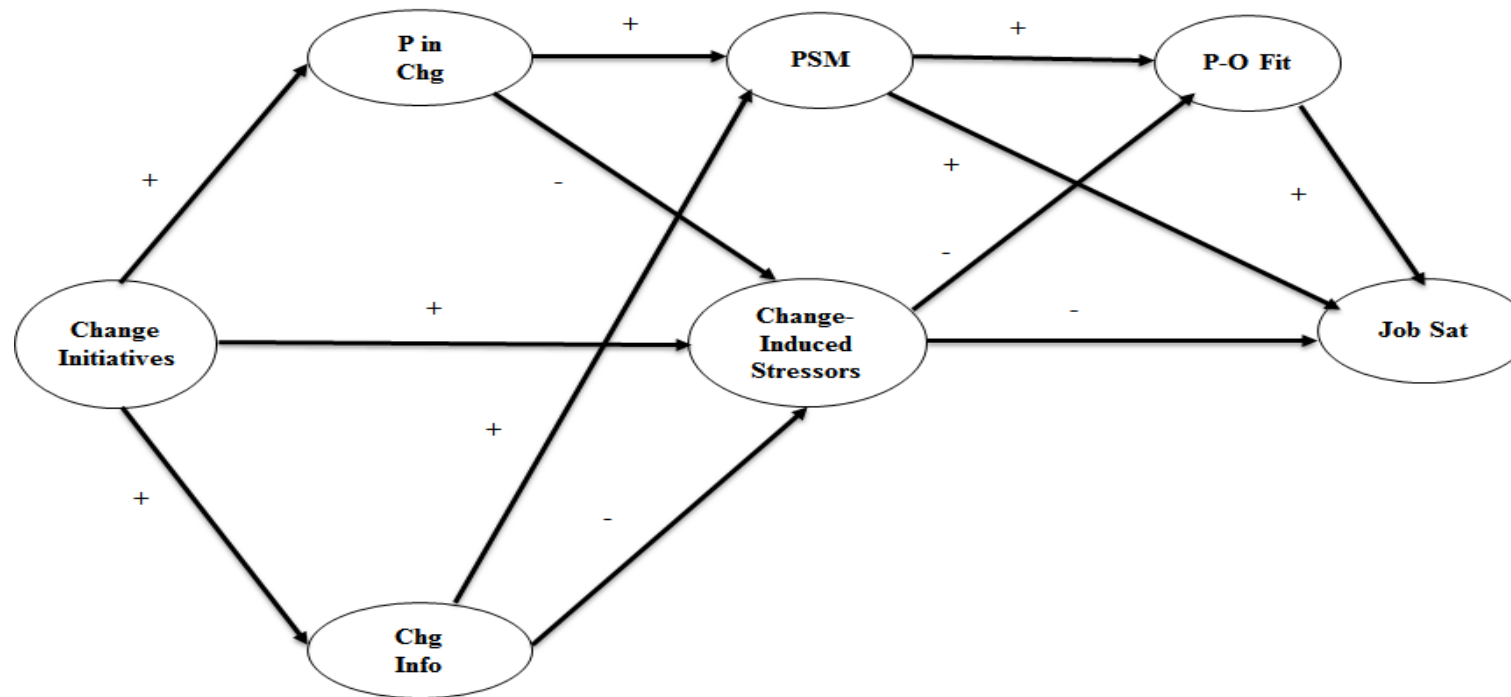 +
+
P in
Chg
PSM
P-O Fit
+
-
+
+
-
Change
Initiatives
+
Change-
Induced
Stressors
-
Job Sat
+
+
-
Chg
Info